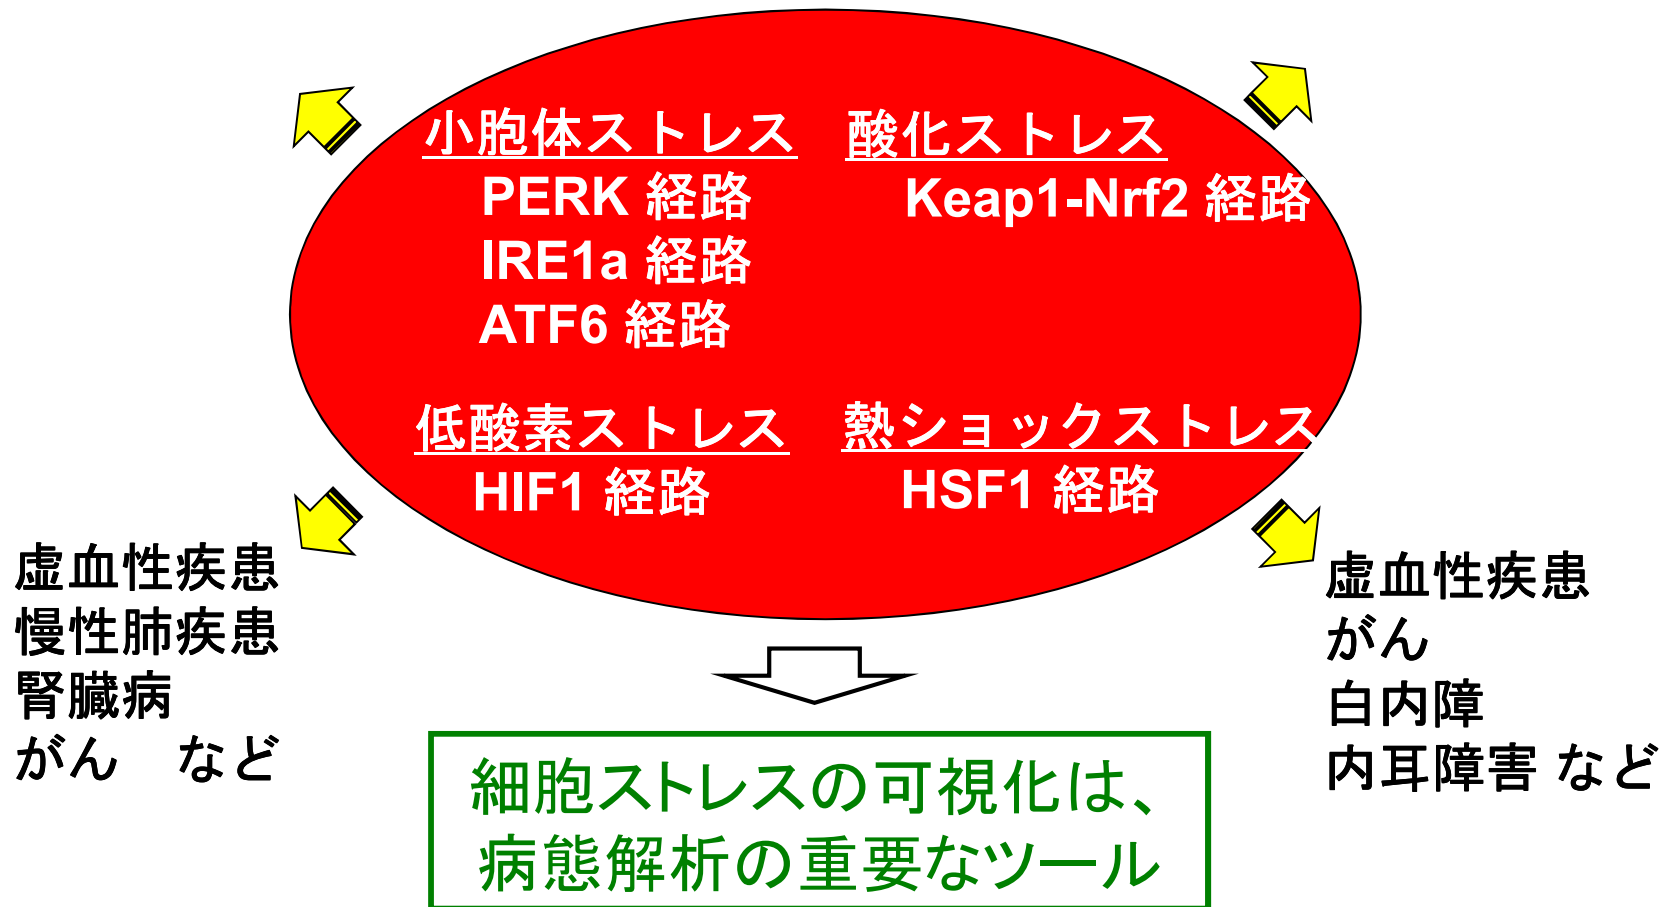 小胞体ストレス
PERK 経路
IRE1a 経路
ATF6 経路
酸化ストレス
Keap1-Nrf2 経路
低酸素ストレス
HIF1 経路
熱ショックストレス
HSF1 経路
虚血性疾患
慢性肺疾患
腎臓病
がん　など
虚血性疾患
がん
白内障
内耳障害 など
細胞ストレスの可視化は、
病態解析の重要なツール